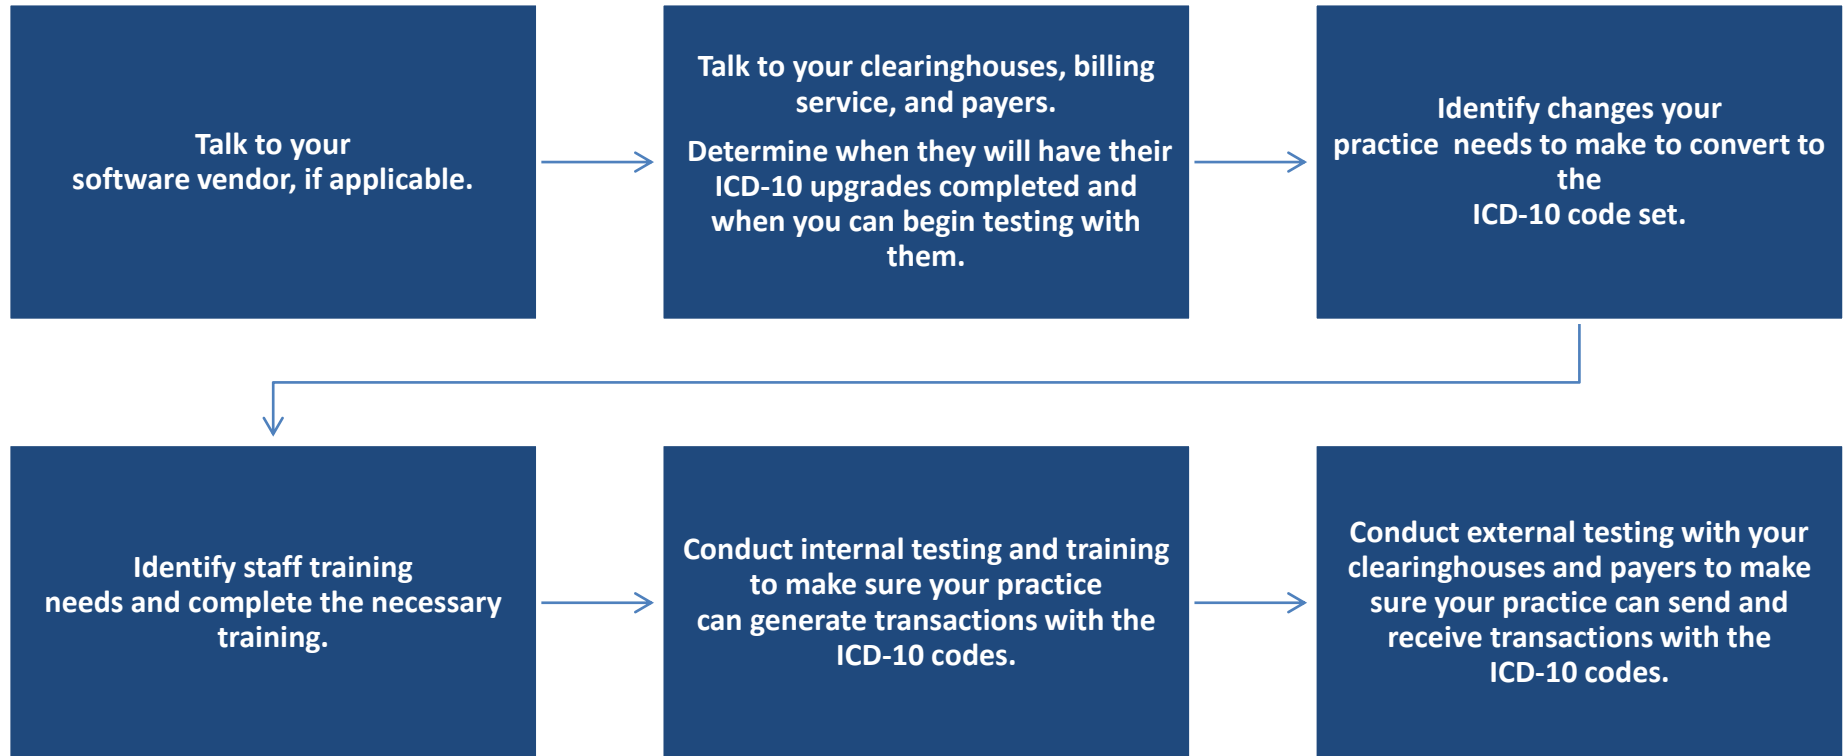 Talk to your
software vendor, if applicable.
Talk to your clearinghouses, billing
service, and payers.
Determine when they will have their
ICD-10 upgrades completed and
when you can begin testing with
them.
Identify changes your
practice  needs to make to convert to
the
ICD-10 code set.
Identify staff training
needs and complete the necessary
training.
Conduct internal testing and training
to make sure your practice
can generate transactions with the
ICD-10 codes.
Conduct external testing with your
clearinghouses and payers to make
sure your practice can send and
receive transactions with the
ICD-10 codes.